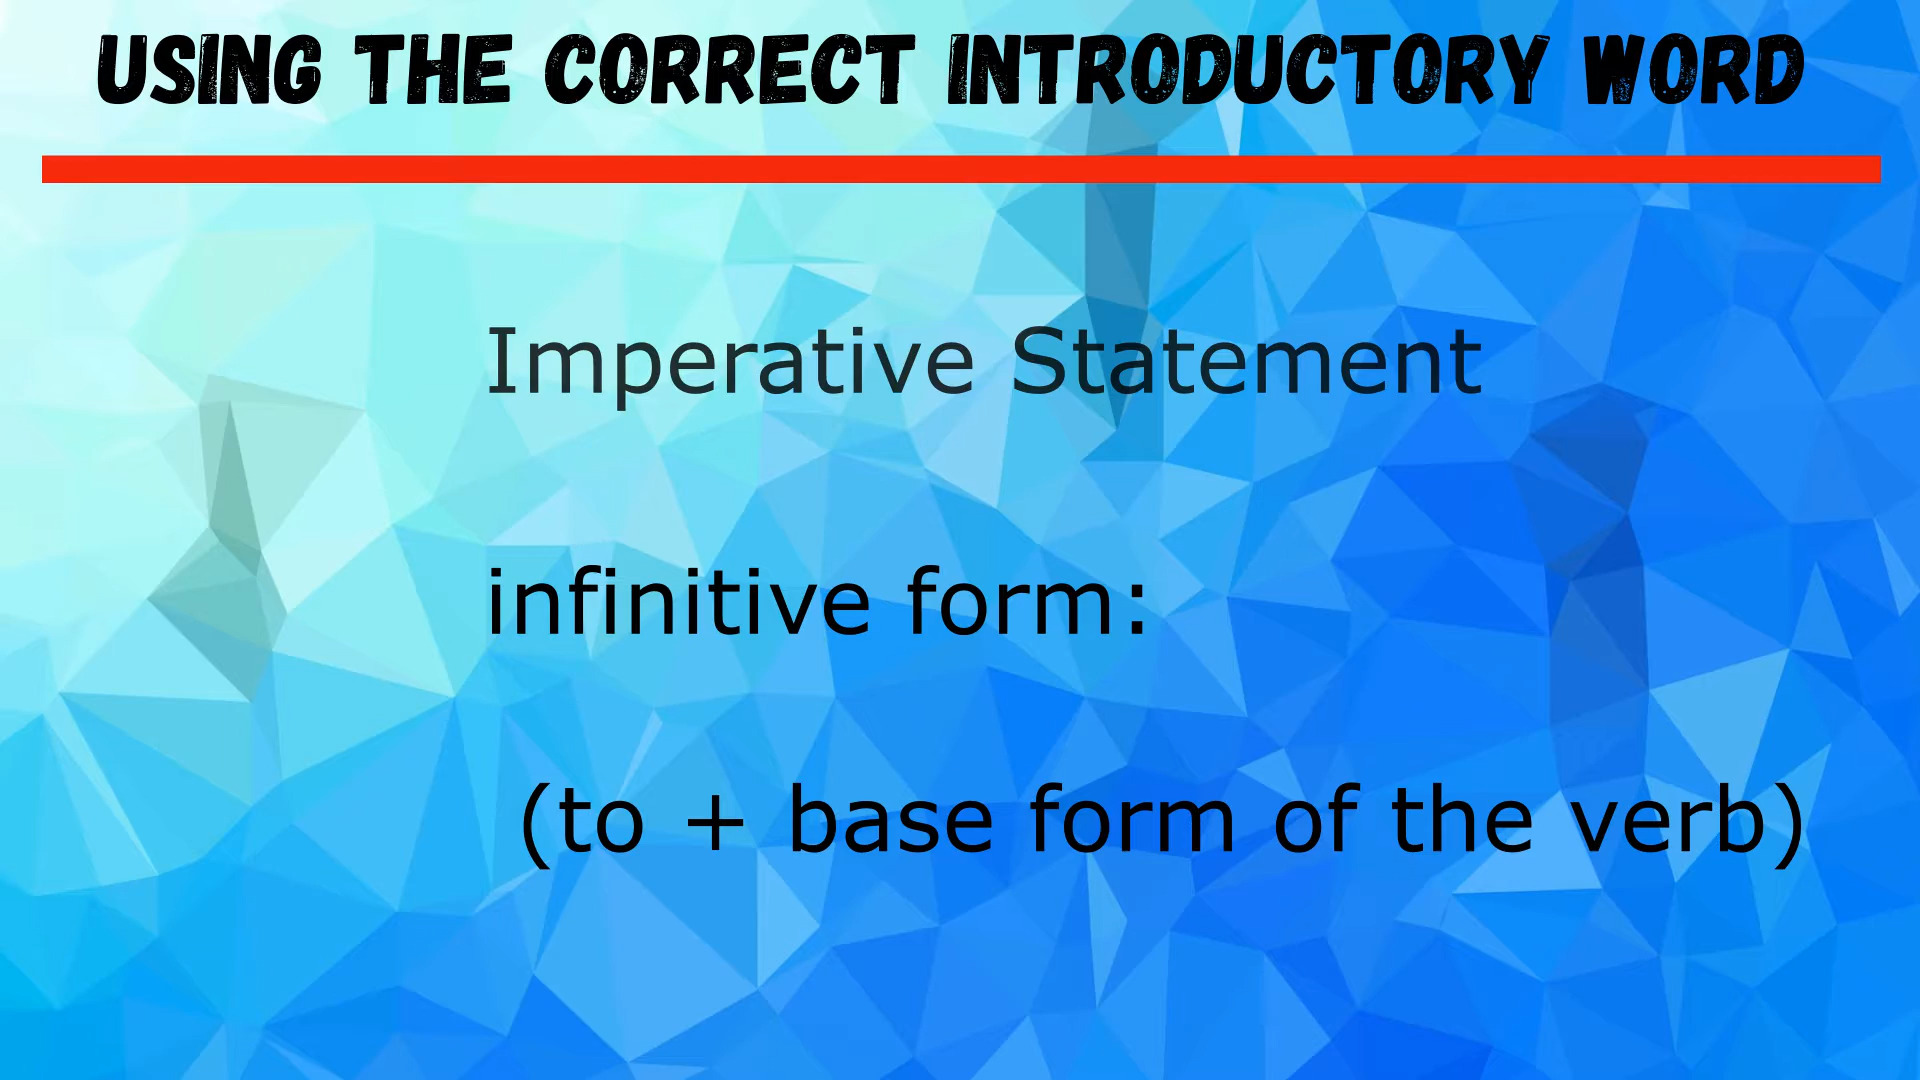 USING THE CORRECT INTRODUCTORY WORD
Imperative Statement
infinitive form:
(to + base form of the verb)